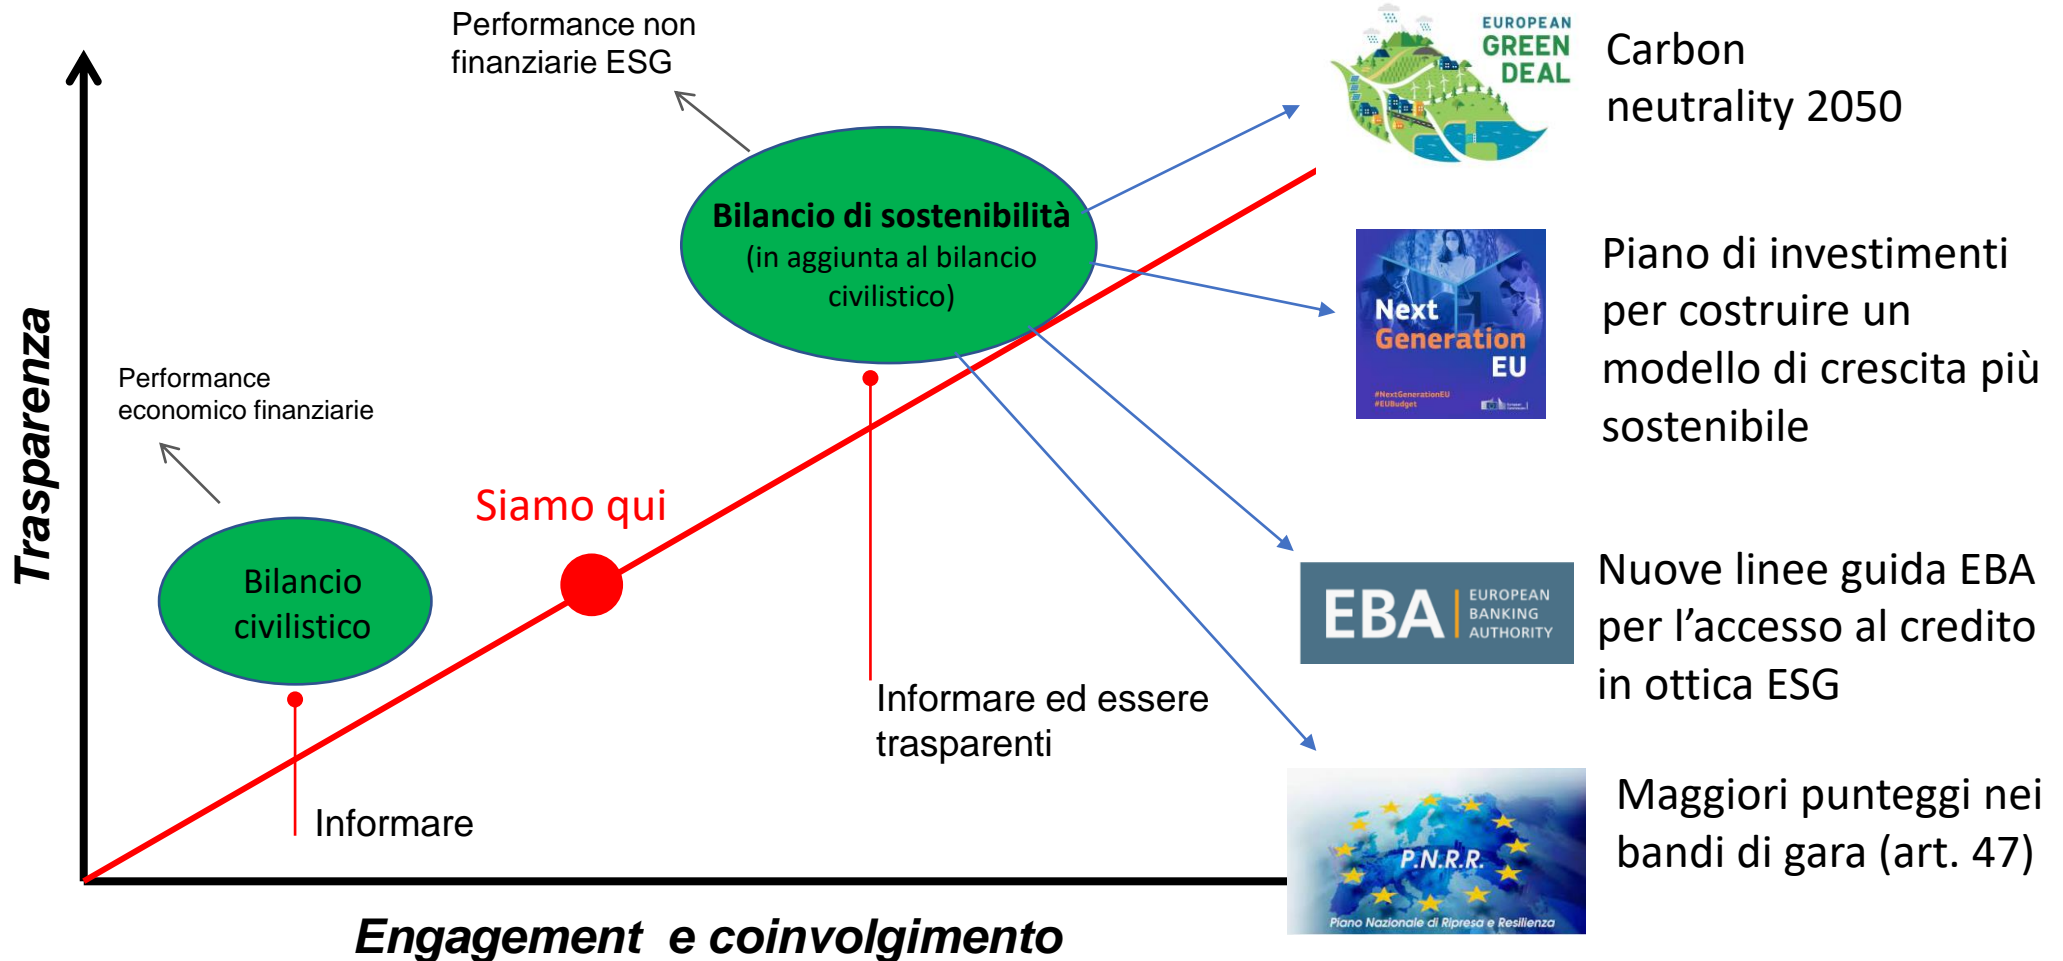 Performance non
finanziarie ESG
EUROPEAN
GREEN
DEAL
Carbon
neutrality 2050
Bilancio di sostenibilità
(in aggiunta al bilancio
civilistico)
Next
Generation
EU
#NextGenerationEU
#EUBudget
Piano di investimenti
per costruire un
modello di crescita più
sostenibile
Trasparenza
Performance
economico finanziarie
Siamo qui
Bilancio
civilistico
EBA
EUROPEAN
BANKING
AUTHORITY
Nuove linee guida EBA
per l’accesso al credito
in ottica ESG
Informare ed essere
trasparenti
Informare
P.N.R.R.
Piano Nazionale di Ripresa e Resilienza
Maggiori punteggi nei
bandi di gara (art. 47)
Engagement  e coinvolgimento